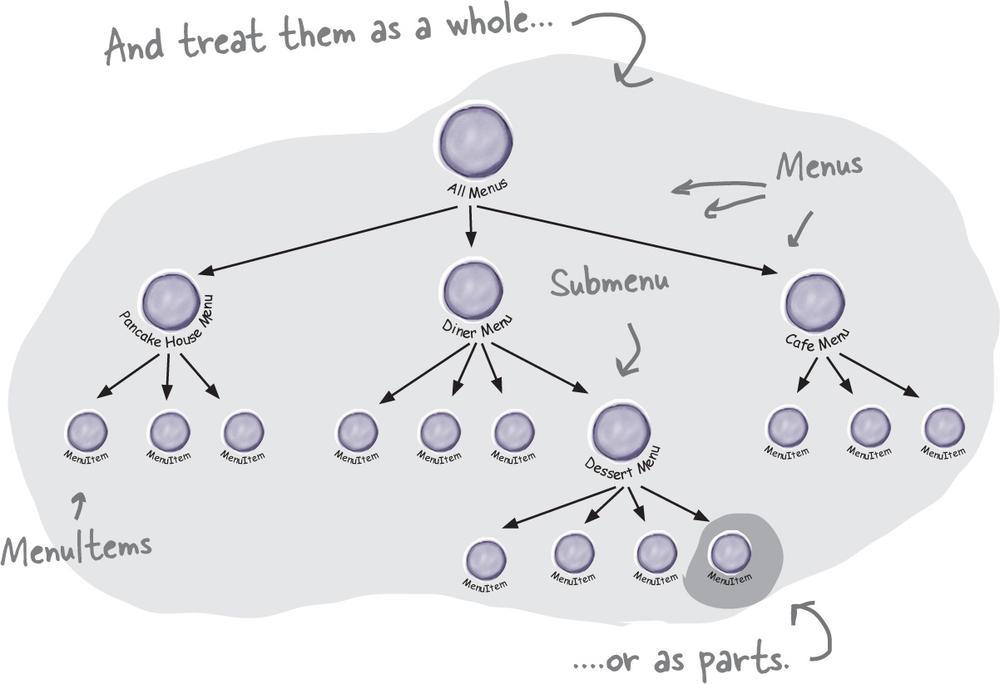 And treat them as a whole...
All Menus
Menus
Submenu
Pancake House Menu
Diner Menu
Cafe Menu
MenuItem
MenuItem
MenuItem
MenuItem
MenuItem
MenuItem
Dessert Menu
MenuItem
MenuItem
MenuItem
MenuItems
MenuItem
MenuItem
MenuItem
MenuItem
....or as parts.